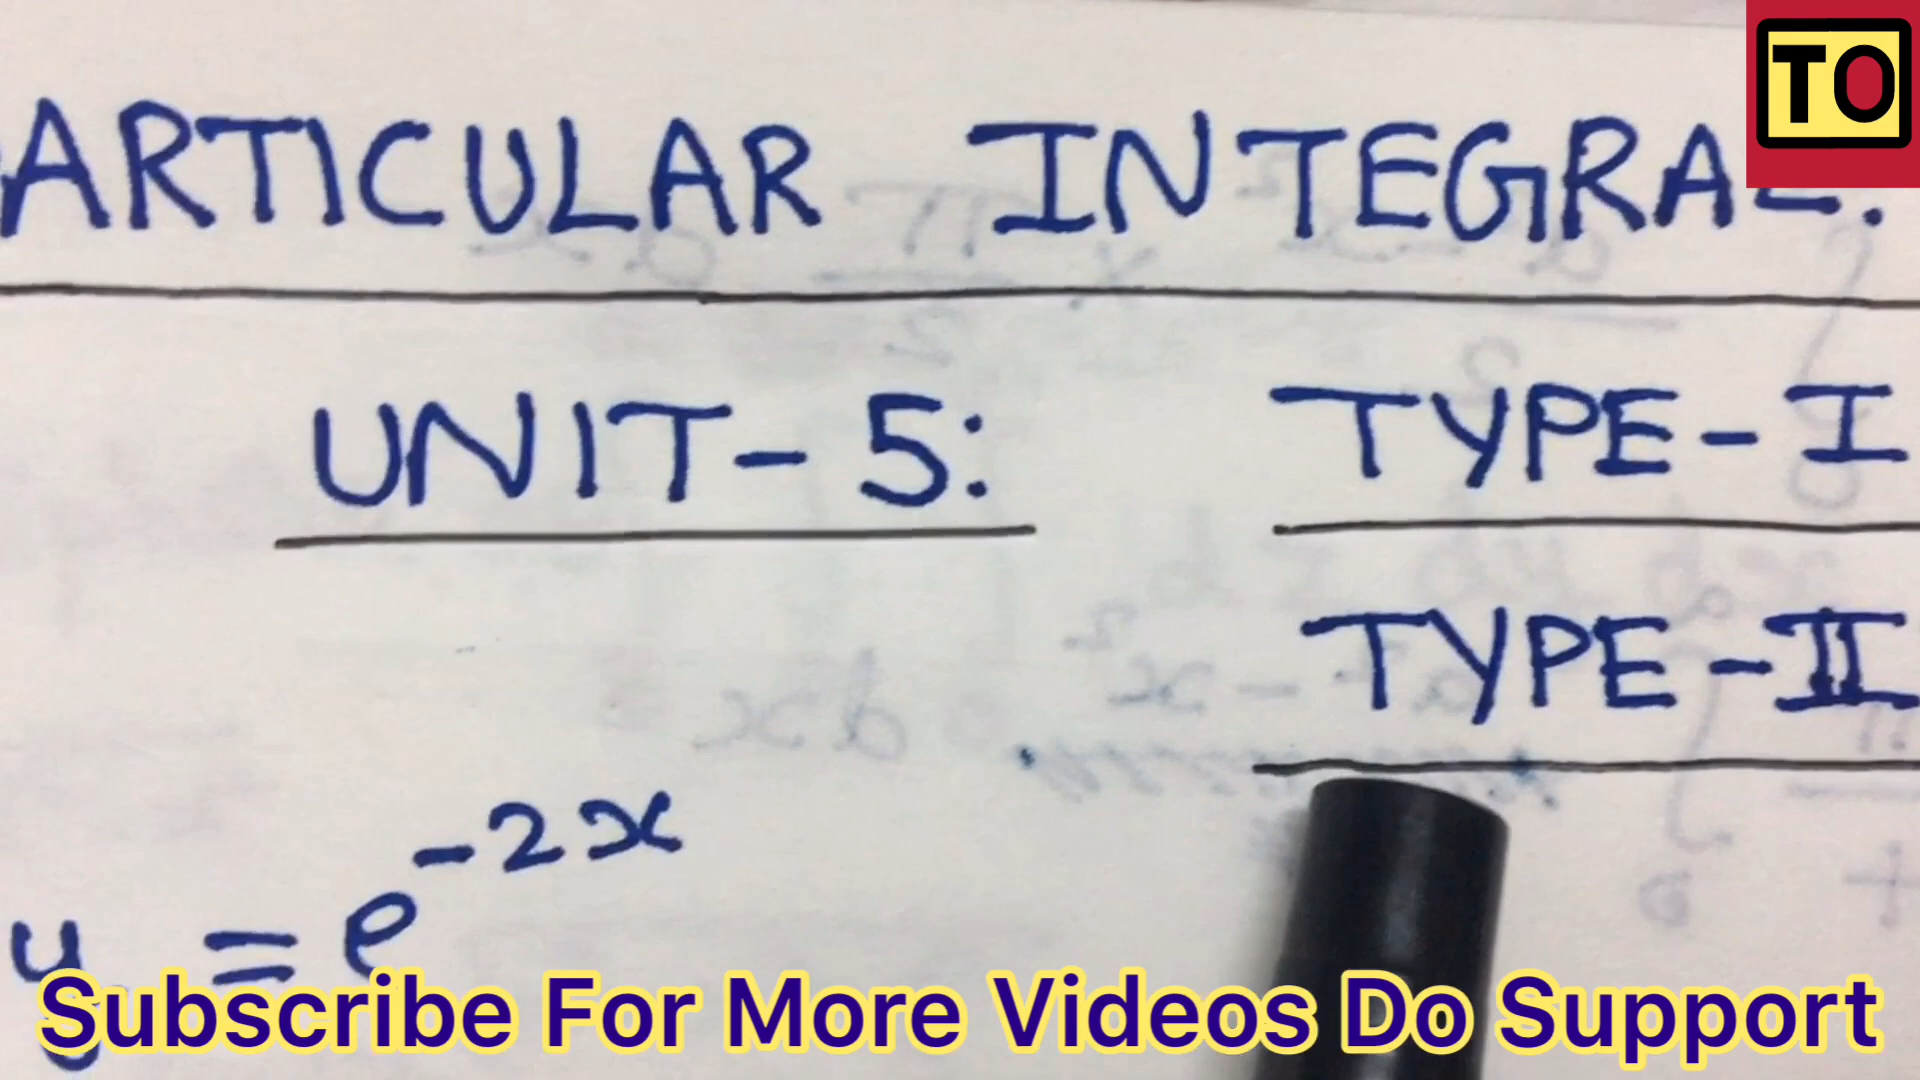 TO
ARTICULAR INTEGRAL.
UNIT-5: TYPE-I
TYPE-II
y = e^-2x
Subscribe For More Videos Do Support